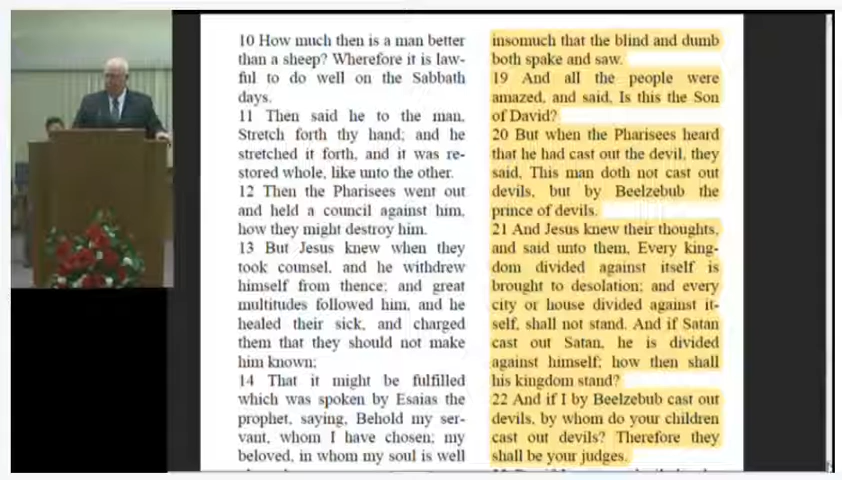 10 How much then is a man better
than a sheep? Wherefore it is law-
ful to do well on the Sabbath
days.
11 Then said he to the man,
Stretch forth thy hand; and he
stretched it forth, and it was re-
stored whole, like unto the other.
12 Then the Pharisees went out
and held a council against him,
how they might destroy him.
13 But Jesus knew when they
took counsel, and he withdrew
himself from thence; and great
multitudes followed him, and he
healed their sick, and charged
them that they should not make
him known;
14 That it might be fulfilled
which was spoken by Esaias the
prophet, saying, Behold my ser-
vant, whom I have chosen; my
beloved, in whom my soul is well
insomuch that the blind and dumb
both spake and saw.
19 And all the people were
amazed, and said, Is this the Son
of David?
20 But when the Pharisees heard
that he had cast out the devil, they
said, This man doth not cast out
devils, but by Beelzebub the
prince of devils.
21 And Jesus knew their thoughts,
and said unto them, Every king-
dom divided against itself is
brought to desolation; and every
city or house divided against it-
self, shall not stand. And if Satan
cast out Satan, he is divided
against himself; how then shall
his kingdom stand?
22 And if I by Beelzebub cast out
devils, by whom do your children
cast out devils? Therefore they
shall be your judges.